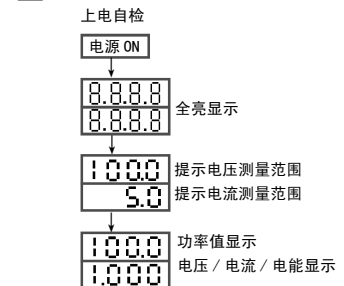 上电自检
电源 ON
8.8.8.8
8.8.8.8
全亮显示
100.0
提示电压测量范围
5.0
提示电流测量范围
100.0
功率值显示
1.000
电压 / 电流 / 电能显示